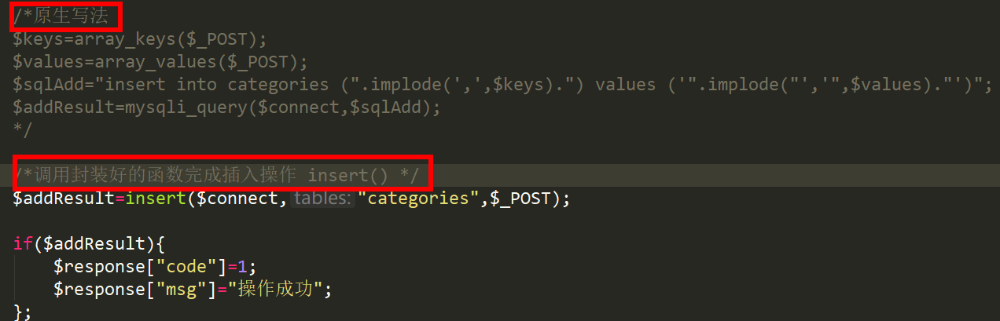 /*原生写法
$keys=array_keys($_POST);
$values=array_values($_POST);
$sqlAdd="insert into categories (".implode(',',$keys).") values ('".implode("','",$values)."')";
$addResult=mysqli_query($connect,$sqlAdd);
*/
/*调用封装好的函数完成插入操作 insert() */
$addResult=insert($connect, tables: "categories",$_POST);
if($addResult){
$response["code"]=1;
$response["msg"]="操作成功";
};